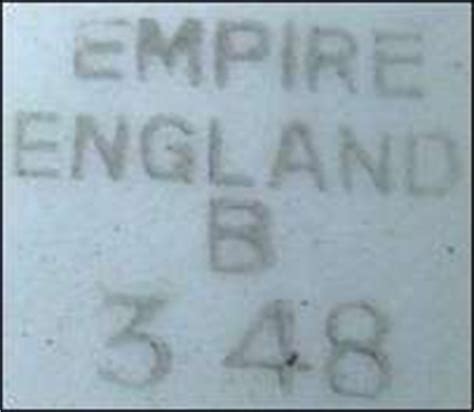 EMPIRE
ENGLAND
B
3 48